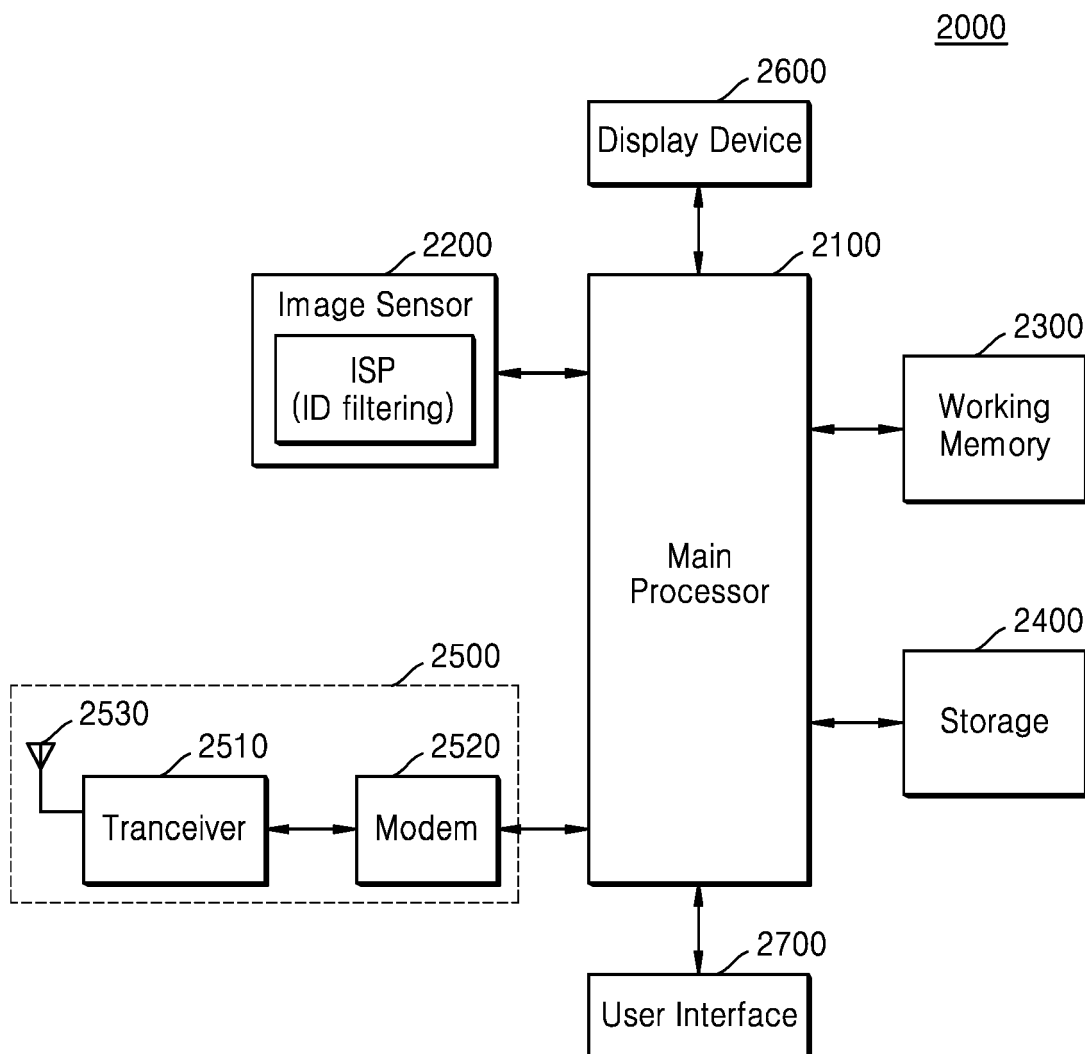 2000
2600
Display Device
2200
2100
Image Sensor
ISP
(ID filtering)
2300
Working
Memory
Main
Processor
2400
Storage
2500
2530
2510
2520
Tranceiver
Modem
2700
User Interface